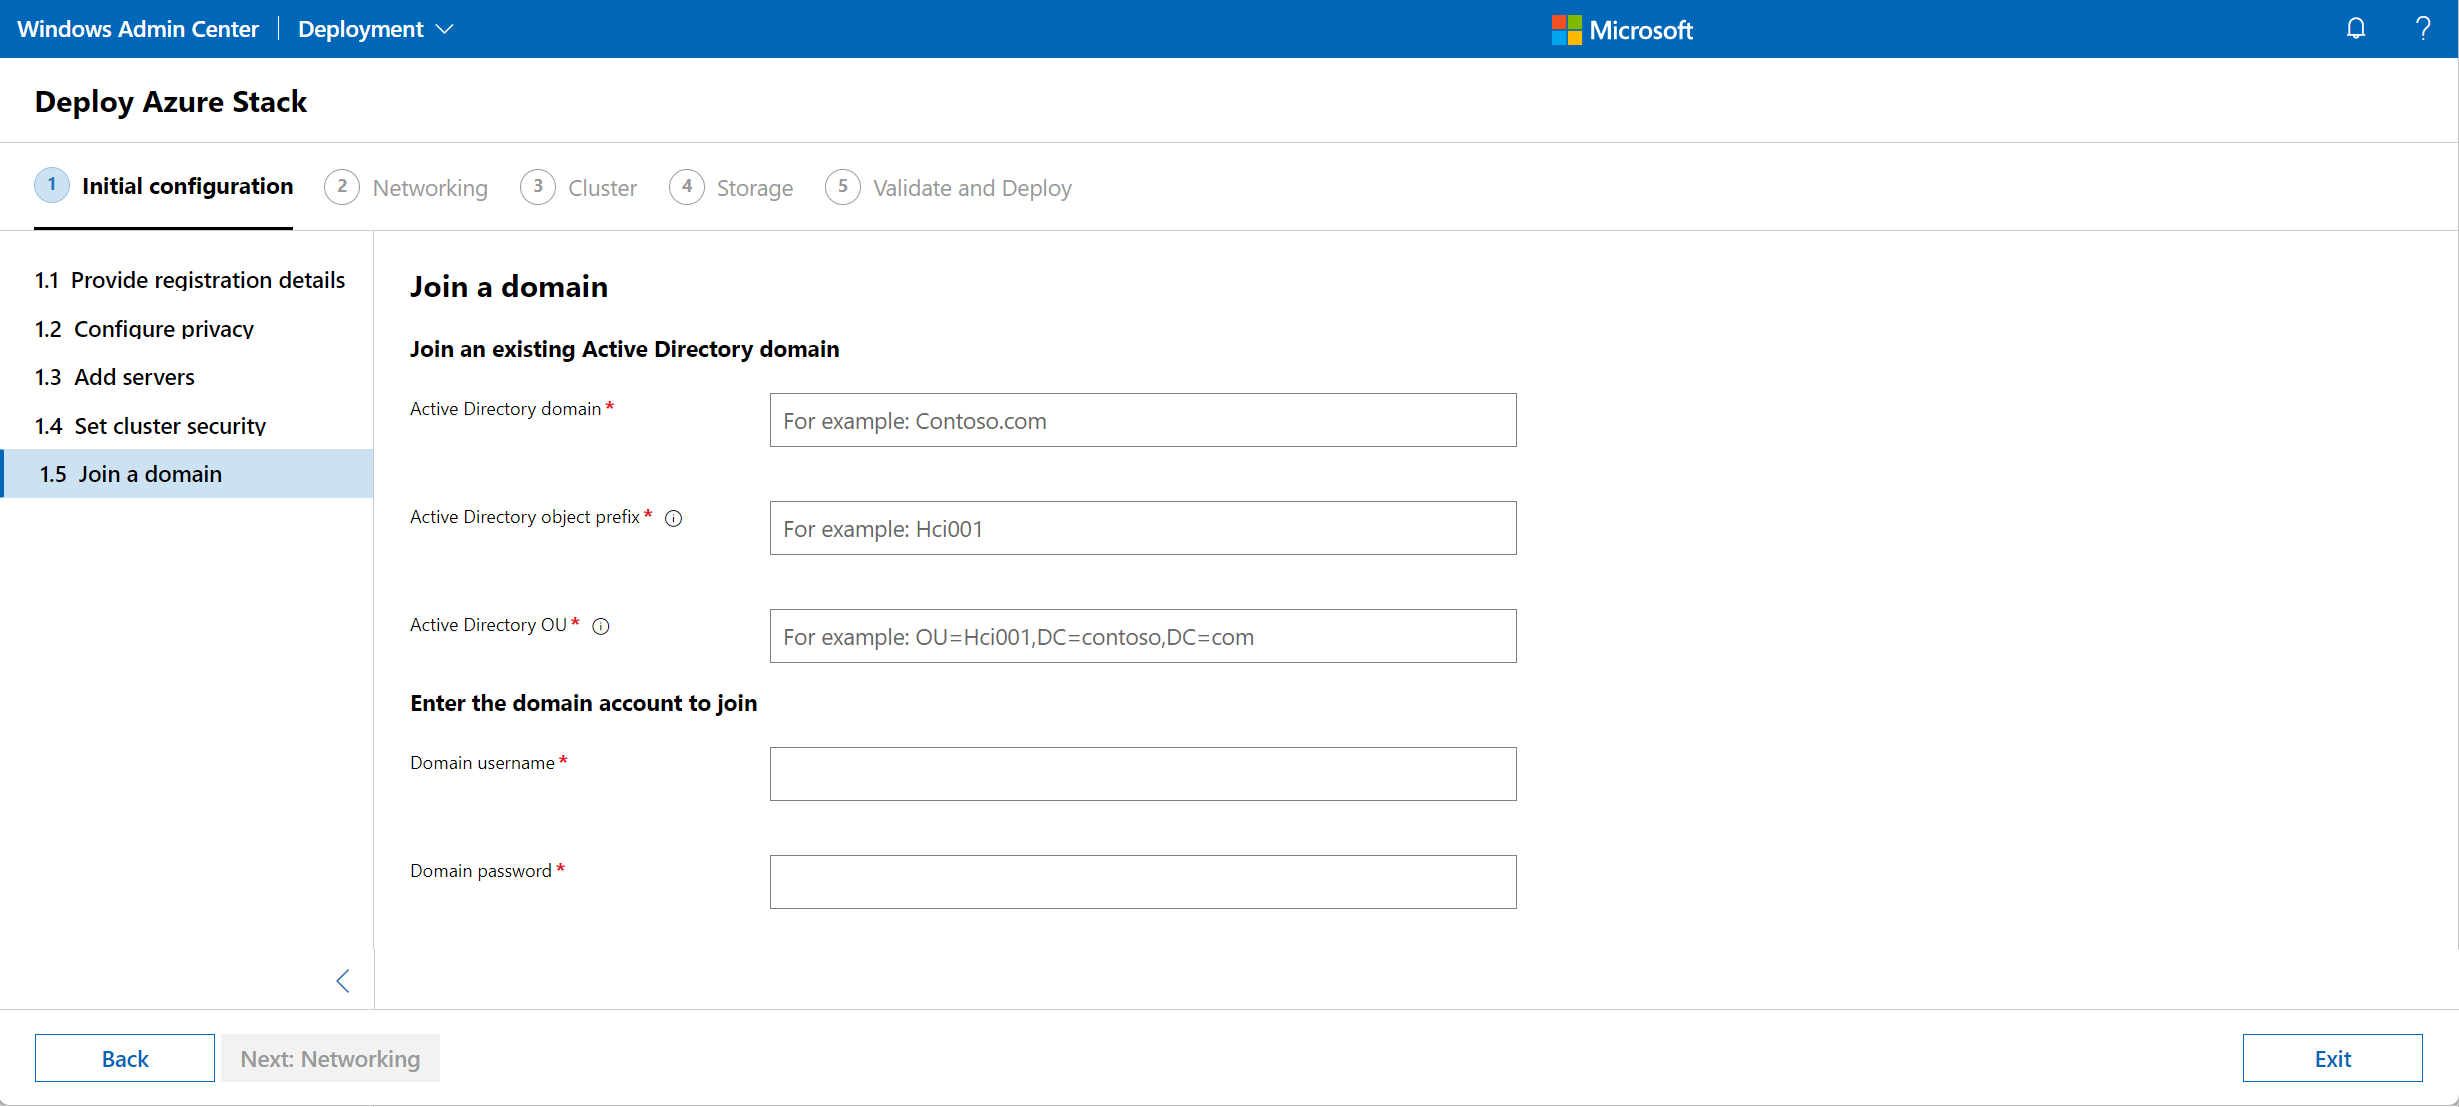 Windows Admin Center
Deployment
Microsoft
?
Deploy Azure Stack
1 Initial configuration
2 Networking
3 Cluster
4 Storage
5 Validate and Deploy
1.1 Provide registration details
1.2 Configure privacy
1.3 Add servers
1.4 Set cluster security
1.5 Join a domain
Join a domain
Join an existing Active Directory domain
Active Directory domain *
For example: Contoso.com
Active Directory object prefix *
For example: Hci001
Active Directory OU *
For example: OU=Hci001,DC=contoso,DC=com
Enter the domain account to join
Domain username *
Domain password *
Back
Next: Networking
Exit